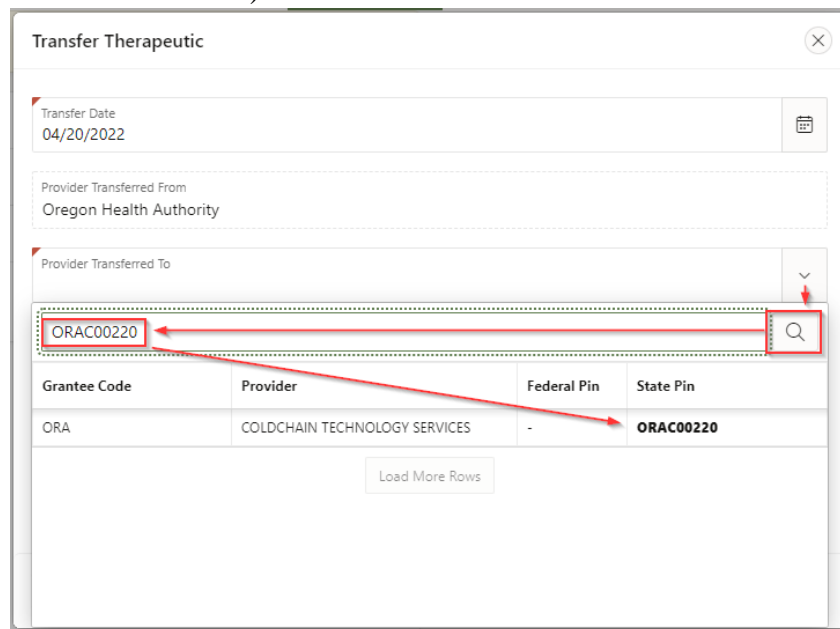 Transfer Therapeutic
Transfer Date
04/20/2022
Provider Transferred From
Oregon Health Authority
Provider Transferred To
ORAC00220
Grantee Code Provider Federal Pin State Pin
ORA COLDCHAIN TECHNOLOGY SERVICES - ORAC00220
Load More Rows